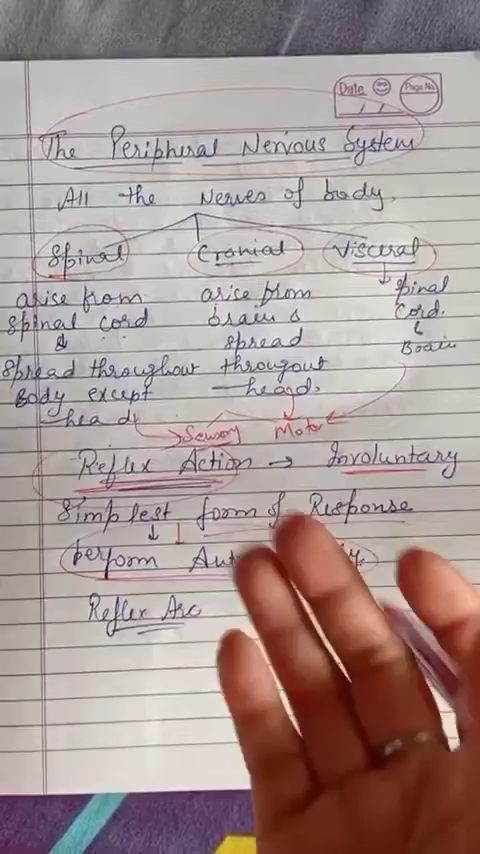 Date Page No.
The Peripheral Nervous System
All the Nerves of body.
Spinal Cranial Visceral
arise from arise from Spinal
Spinal cord brain & Cord.
& spread &
Spread throughout througout Brain
Body except head.
head
Sensory Motor
Reflex Action → Involuntary
Simplest form of Response
perform
Reflex Arc